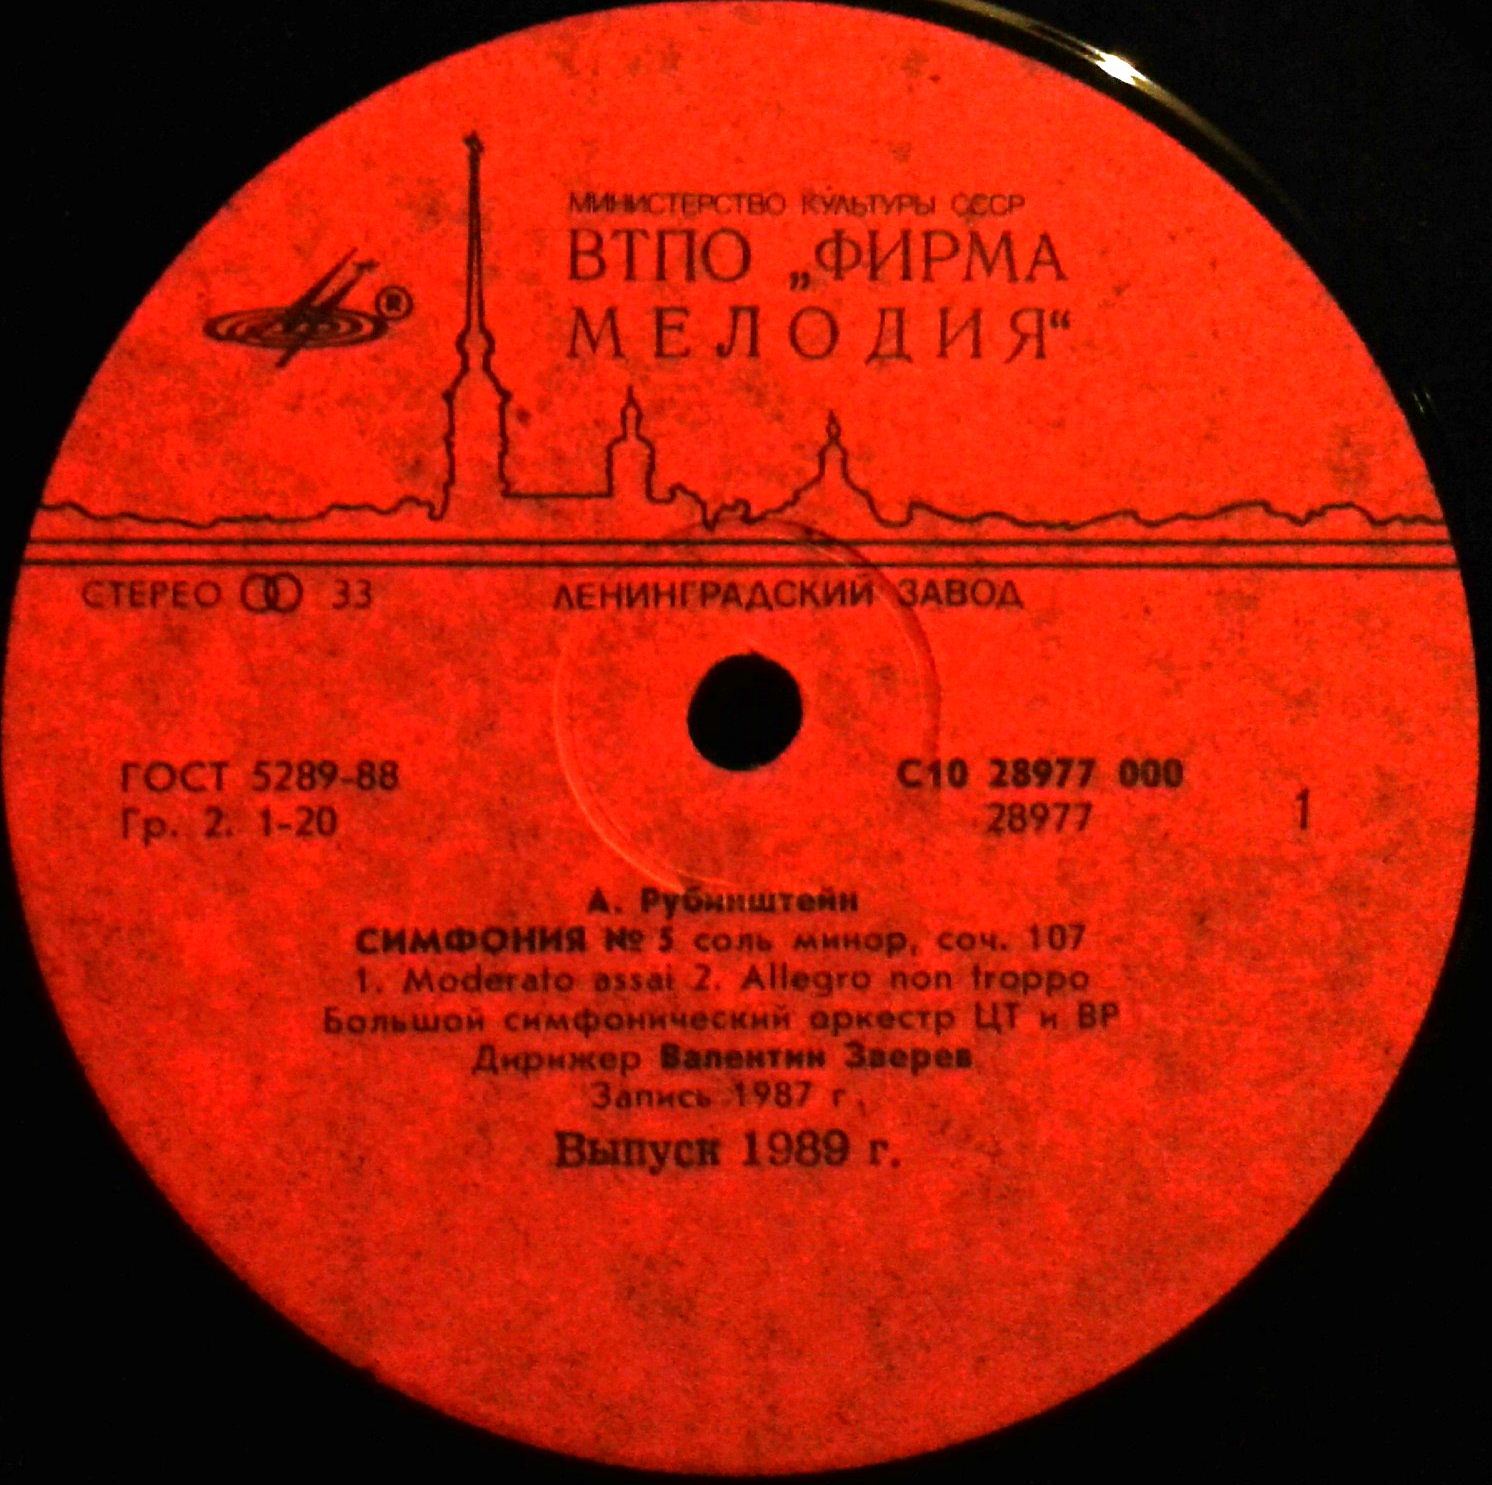 МИНИСТЕРСТВО КУЛЬТУРЫ СССР
ВТПО „ФИРМА
МЕЛОДИЯ“
®
СТЕРЕО 33
ЛЕНИНГРАДСКИЙ ЗАВОД
ГОСТ 5289-88
Гр. 2. 1-20
С10 28977 000
28977
1
А. Рубинштейн
СИМФОНИЯ № 5 соль минор, соч. 107
1. Moderato assai 2. Allegro non troppo
Большой симфонический оркестр ЦТ и ВР
Дирижер Валентин Зверев
Запись 1987 г.
Выпуск 1989 г.